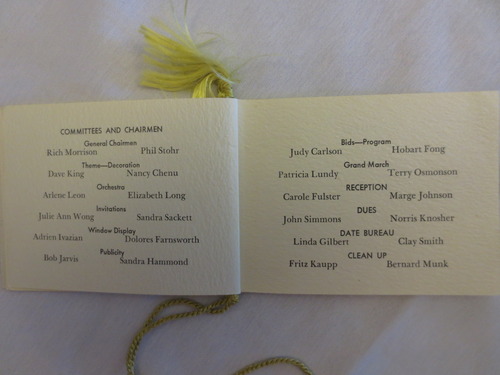 COMMITTEES AND CHAIRMEN
General Chairmen
Rich Morrison Phil Stohr
Theme—Decoration
Dave King Nancy Chenu
Orchestra
Arlene Leon Elizabeth Long
Invitations
Julie Ann Wong Sandra Sackett
Window Display
Adrien Ivazian Dolores Farnsworth
Publicity
Bob Jarvis Sandra Hammond
Bids—Program
Judy Carlson Hobart Fong
Grand March
Patricia Lundy Terry Osmonson
RECEPTION
Carole Fulster Marge Johnson
DUES
John Simmons Norris Knosher
DATE BUREAU
Linda Gilbert Clay Smith
CLEAN UP
Fritz Kaupp Bernard Munk